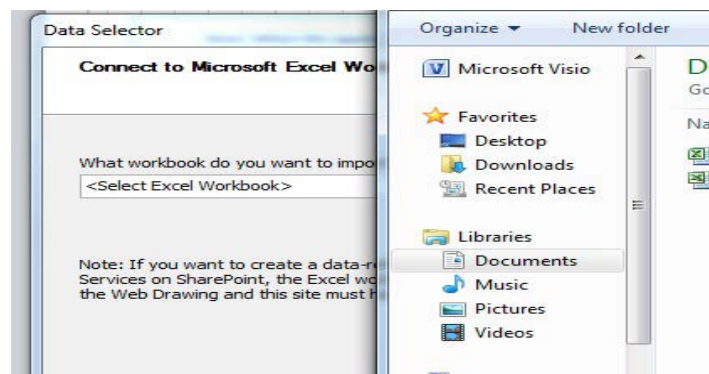 Data Selector
Connect to Microsoft Excel Wo
What workbook do you want to impo
<Select Excel Workbook>
Note: If you want to create a data-r
Services on SharePoint, the Excel wo
the Web Drawing and this site must h
Organize New folder
Microsoft Visio
Favorites
Desktop
Downloads
Recent Places
Libraries
Documents
Music
Pictures
Videos
D
Go
Na